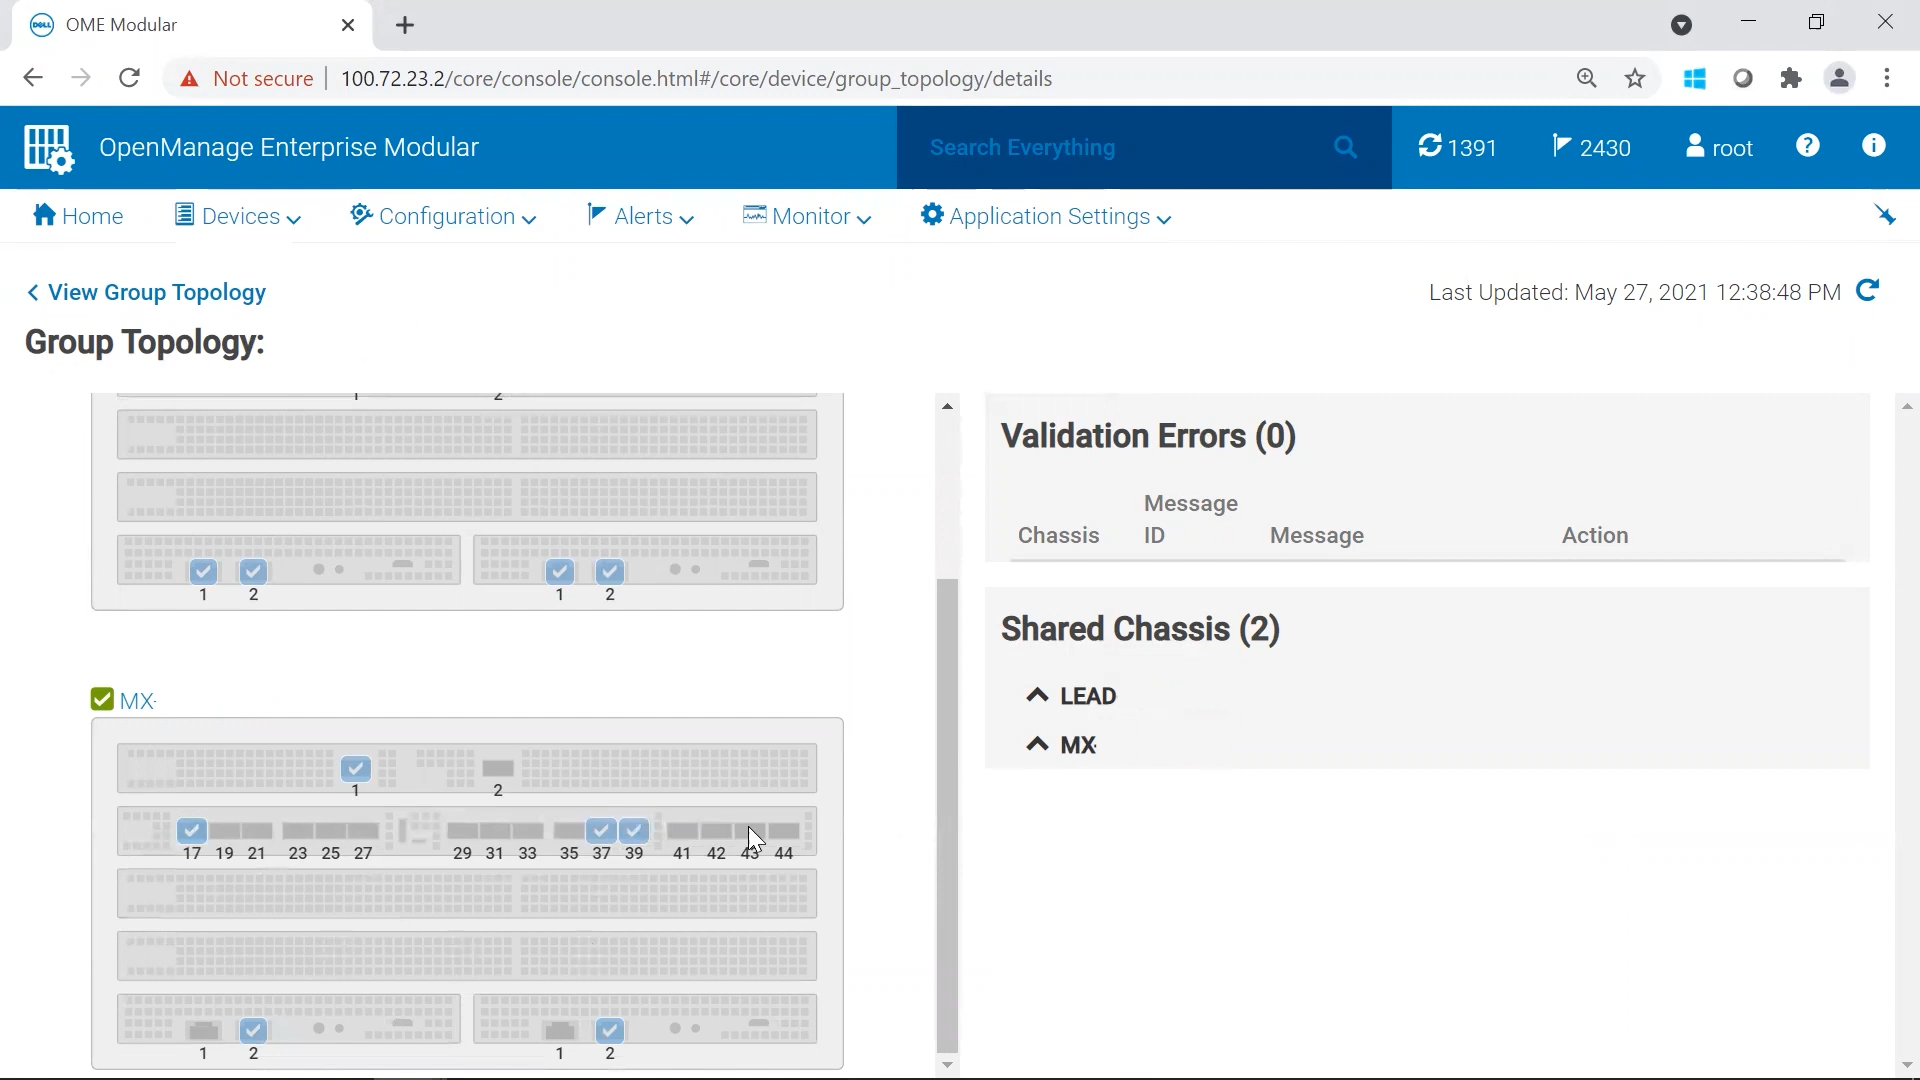 OME Modular
Not secure 100.72.23.2/core/console/console.html#/core/device/group_topology/details
OpenManage Enterprise Modular
Search Everything
1391 2430 root
Home Devices Configuration Alerts Monitor Application Settings
View Group Topology
Last Updated: May 27, 2021 12:38:48 PM
Group Topology:
1 2
1 2 1 2
MX-
1 2
17 19 21 23 25 27 29 31 33 35 37 39 41 42 43 44
1 2 1 2
Validation Errors (0)
Chassis Message ID Message Action
Shared Chassis (2)
LEAD
MX-